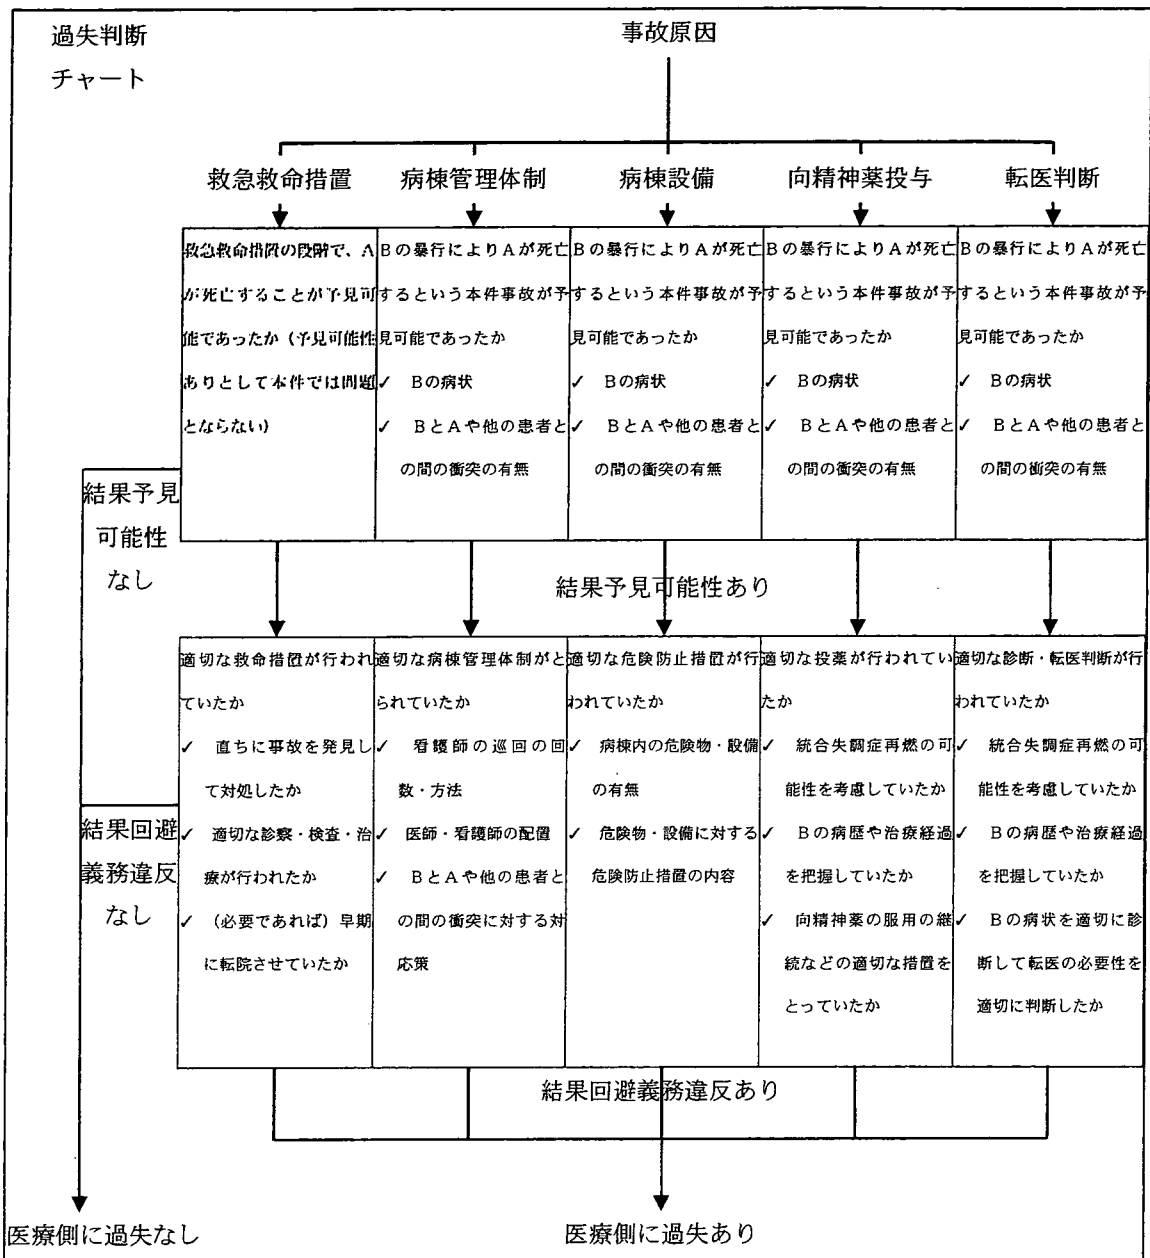 過失判断
チャート
事故原因
救急救命措置
病棟管理体制
病棟設備
向精神薬投与
転医判断
救急救命措置の段階で、A
が死亡することが予見可
能であったか（予見可能性
ありとして本件では問題
とならない）
Bの暴行によりAが死亡
するという本件事故が予
見可能であったか
✓ Bの病状
✓ BとAや他の患者と
の間の衝突の有無
Bの暴行によりAが死亡
するという本件事故が予
見可能であったか
✓ Bの病状
✓ BとAや他の患者と
の間の衝突の有無
Bの暴行によりAが死亡
するという本件事故が予
見可能であったか
✓ Bの病状
✓ BとAや他の患者と
の間の衝突の有無
Bの暴行によりAが死亡
するという本件事故が予
見可能であったか
✓ Bの病状
✓ BとAや他の患者と
の間の衝突の有無
結果予見
可能性
なし
結果予見可能性あり
適切な救命措置が行われ
ていたか
✓ 直ちに事故を発見し
て対処したか
✓ 適切な診察・検査・治
療が行われたか
✓ （必要であれば）早期
に転院させていたか
適切な病棟管理体制がと
られていたか
✓ 看護師の巡回の回
数・方法
✓ 医師・看護師の配置
✓ BとAや他の患者と
の間の衝突に対する対
応策
適切な危険防止措置が行
われていたか
✓ 病棟内の危険物・設備
の有無
✓ 危険物・設備に対する
危険防止措置の内容
適切な投薬が行われてい
たか
✓ 統合失調症再燃の可
能性を考慮していたか
✓ Bの病歴や治療経過
を把握していたか
✓ 向精神薬の服用の継
続などの適切な措置を
とっていたか
適切な診断・転医判断が行
われていたか
✓ 統合失調症再燃の可
能性を考慮していたか
✓ Bの病歴や治療経過
を把握していたか
✓ Bの病状を適切に診
断して転医の必要性を
適切に判断したか
結果回避
義務違反
なし
結果回避義務違反あり
医療側に過失なし
医療側に過失あり